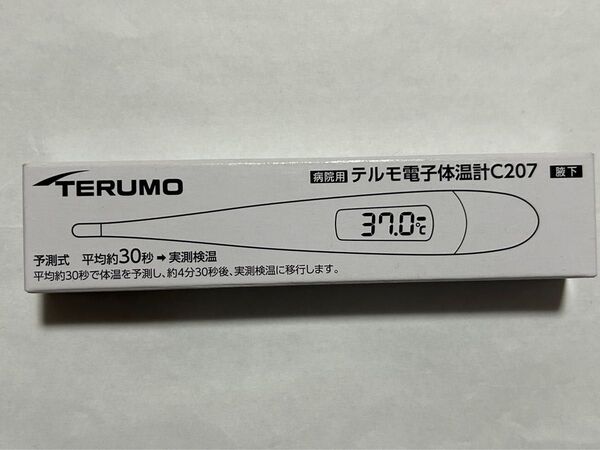 TERUMO
病院用 テルモ電子体温計C207 腋下
37.0℃
予測式 平均約30秒➡実測検温
平均約30秒で体温を予測し、約4分30秒後、実測検温に移行します。